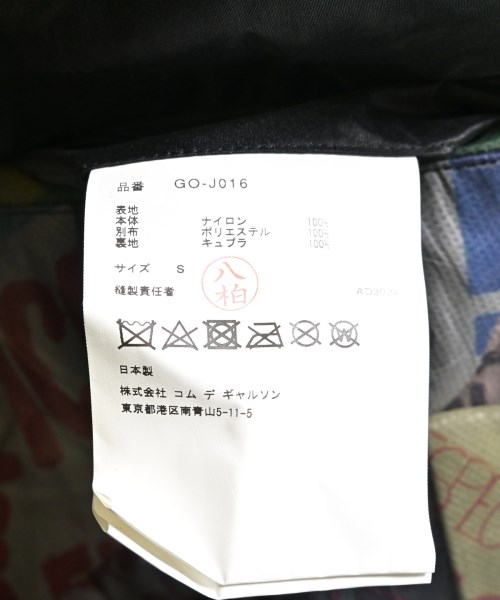 品番 GO-J016
表地
本体 ナイロン 100%
別布 ポリエステル 100%
裏地 キュプラ 100%
サイズ S
八柏
縫製責任者
日本製
株式会社 コム デ ギャルソン
東京都港区南青山5-11-5